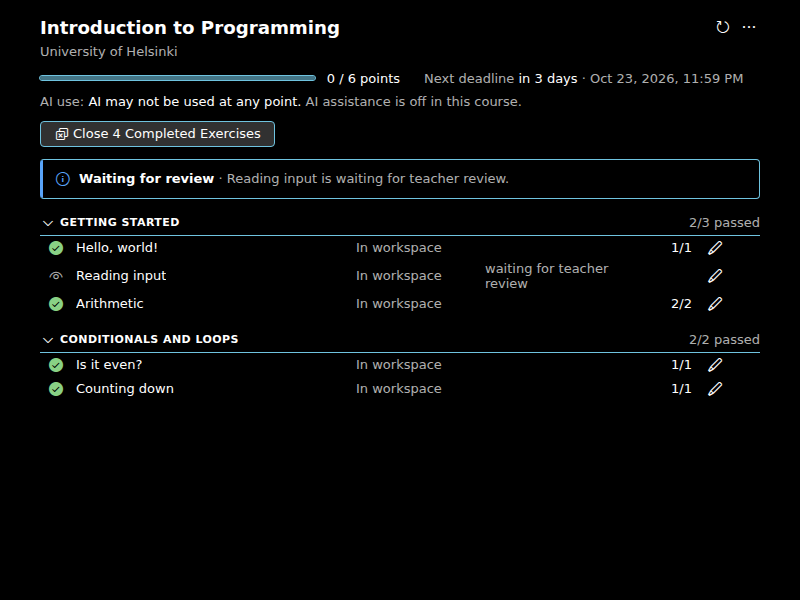 Introduction to Programming
University of Helsinki
0 / 6 points Next deadline in 3 days · Oct 23, 2026, 11:59 PM
AI use: AI may not be used at any point. AI assistance is off in this course.
Close 4 Completed Exercises
Waiting for review · Reading input is waiting for teacher review.
GETTING STARTED 2/3 passed
Hello, world! In workspace 1/1
Reading input In workspace waiting for teacher
review
Arithmetic In workspace 2/2
CONDITIONALS AND LOOPS 2/2 passed
Is it even? In workspace 1/1
Counting down In workspace 1/1